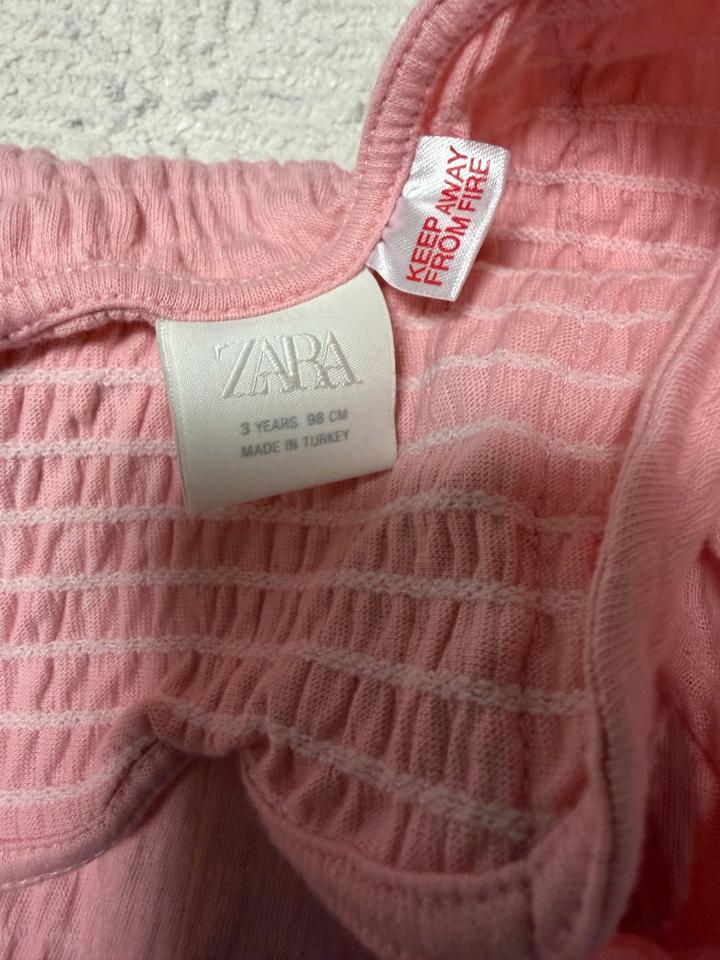 KEEP AWAY
FROM FIRE
ZARA
3 YEARS 98 CM
MADE IN TURKEY